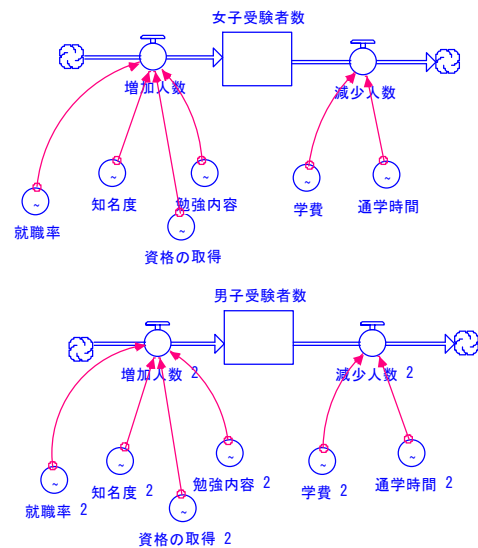 女子受験者数
増加人数
減少人数
知名度
勉強内容
学費
通学時間
就職率
資格の取得
男子受験者数
増加人数 2
減少人数 2
知名度 2
勉強内容 2
学費 2
通学時間 2
就職率 2
資格の取得 2